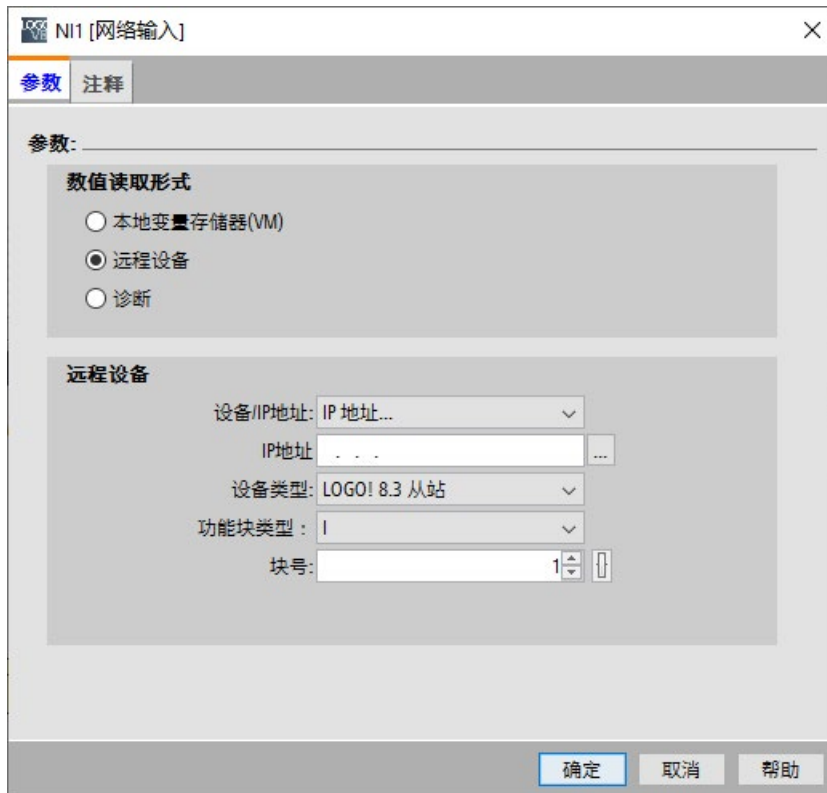 NI1 [网络输入]
参数 注释
参数:
数值读取形式
本地变量存储器(VM)
远程设备
诊断
远程设备
设备/IP地址: IP 地址...
IP地址 . . . ...
设备类型: LOGO! 8.3 从站
功能块类型： I
块号: 1
确定 取消 帮助